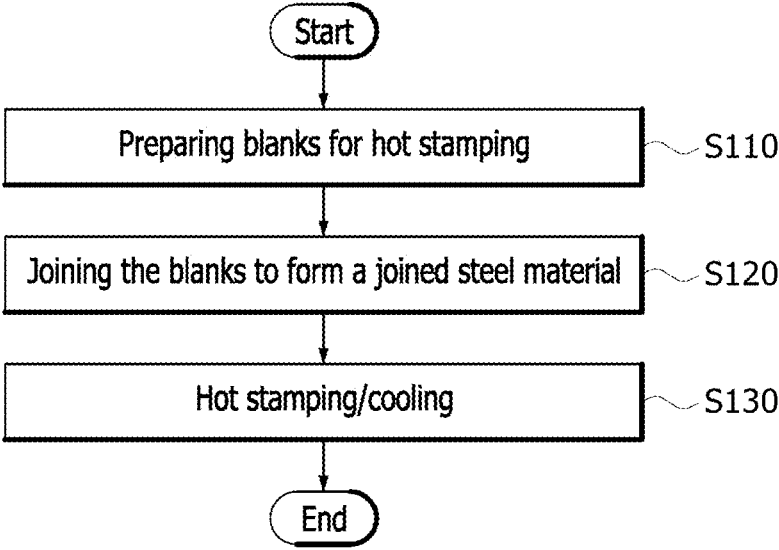 Start
Preparing blanks for hot stamping
S110
Joining the blanks to form a joined steel material
S120
Hot stamping/cooling
S130
End